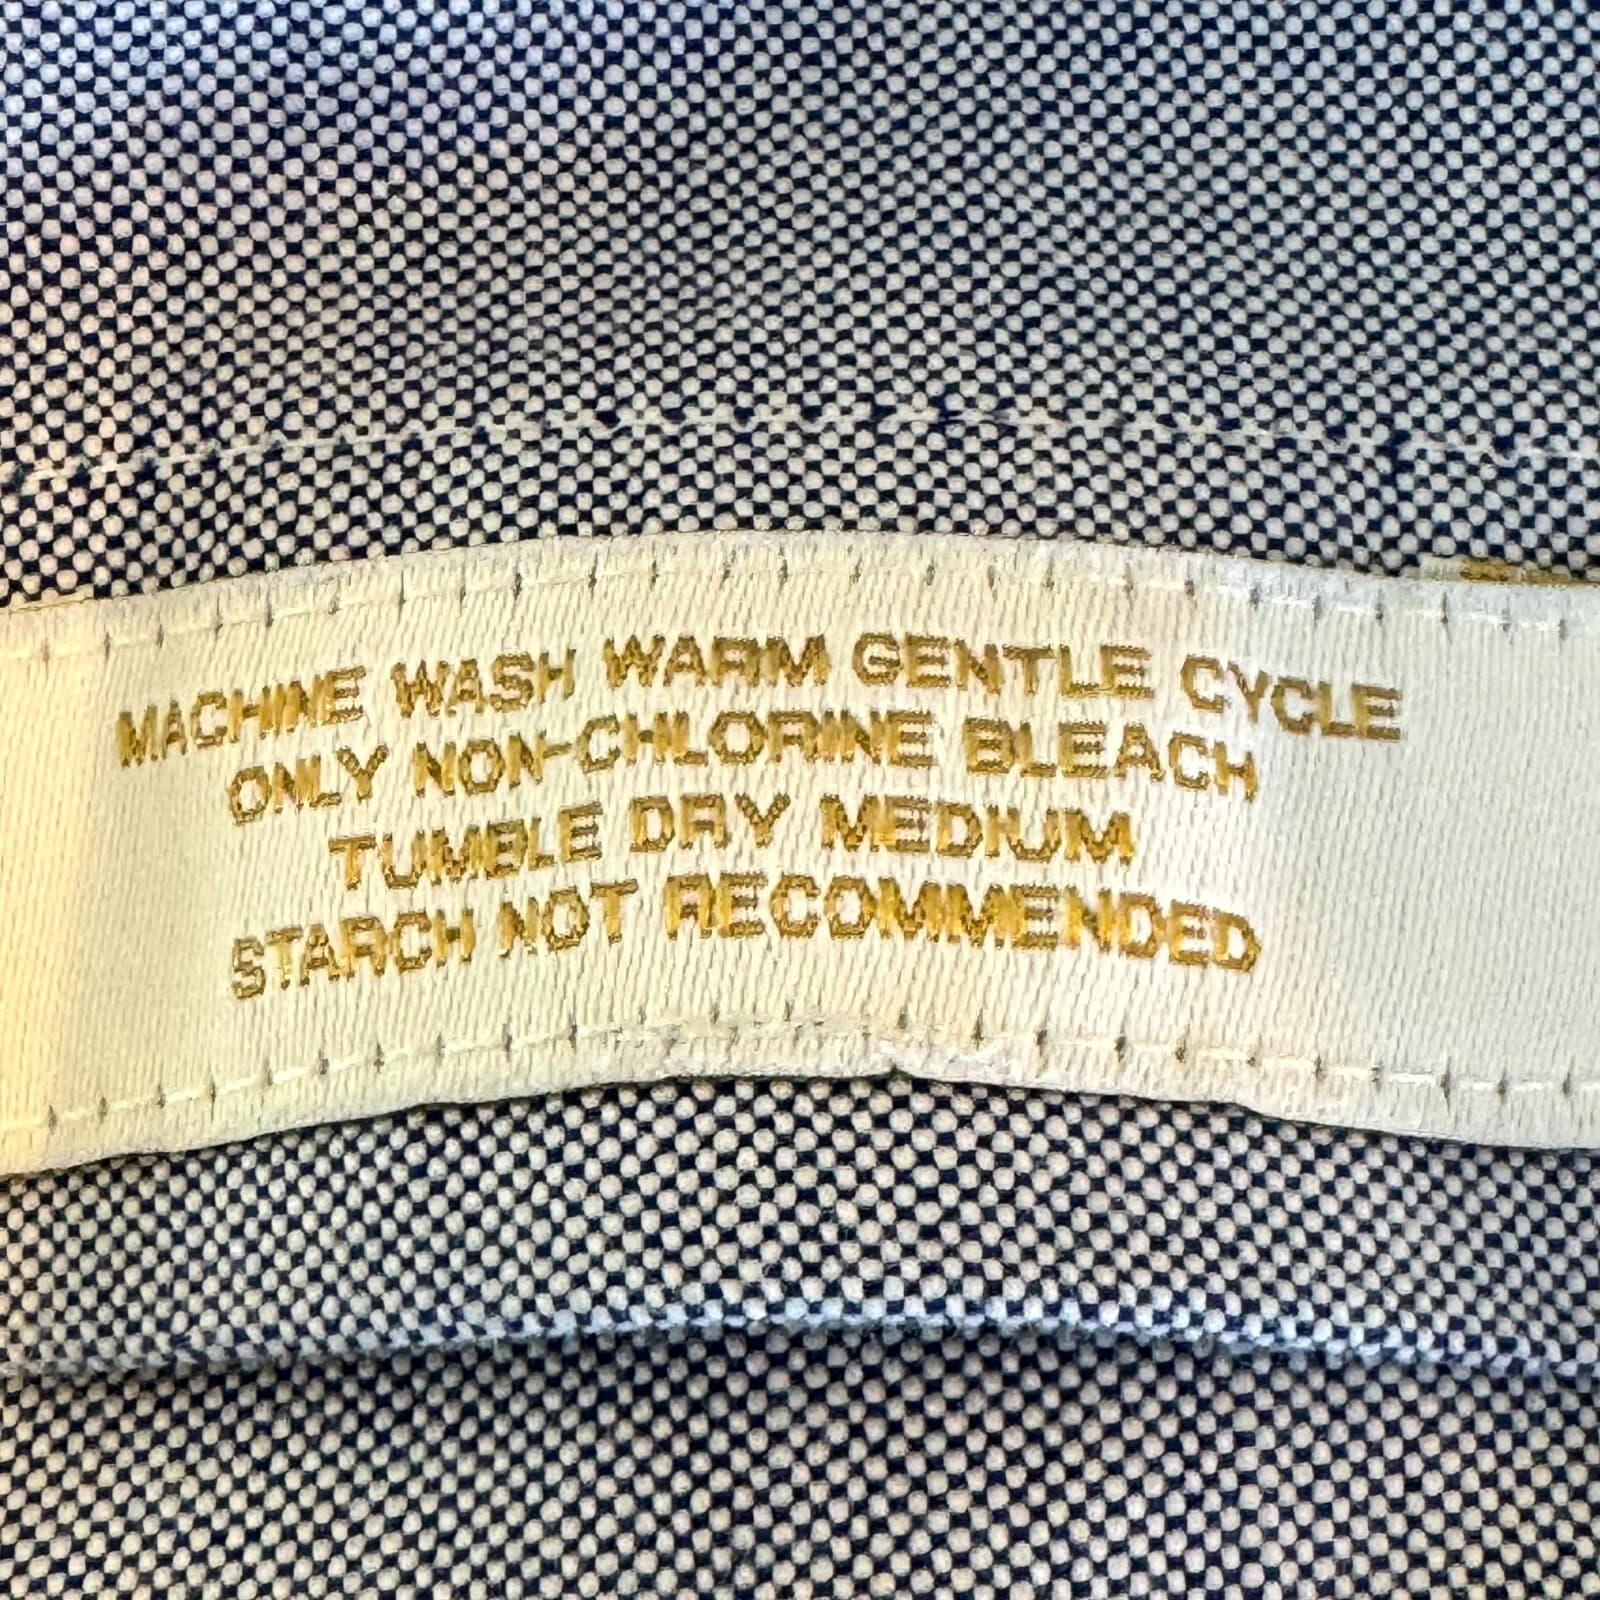 MACHINE WASH WARM GENTLE CYCLE
ONLY NON-CHLORINE BLEACH
TUMBLE DRY MEDIUM
STARCH NOT RECOMMENDED